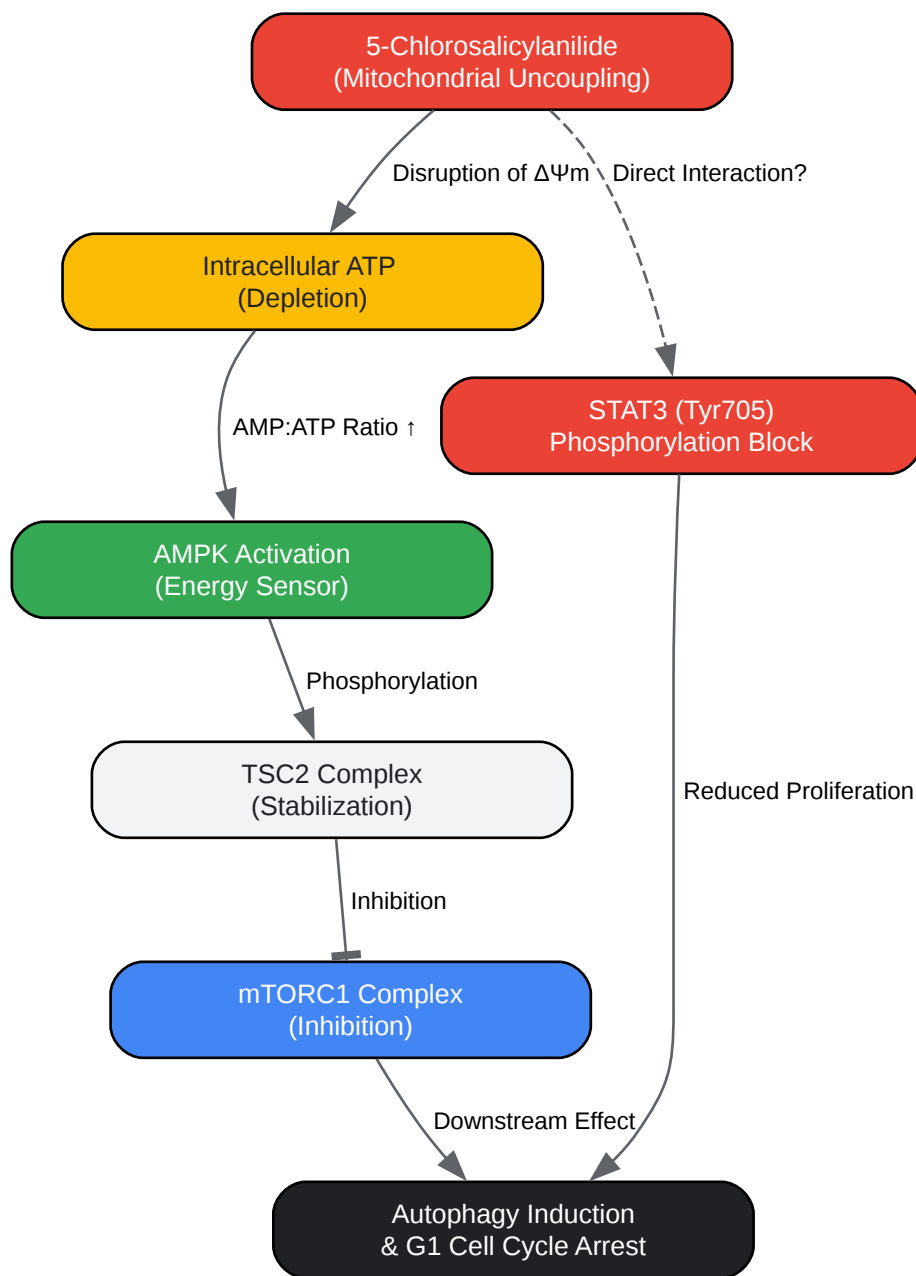 5-Chlorosalicylanilide
(Mitochondrial Uncoupling)
Disruption of ΔΨm
Direct Interaction?
Intracellular ATP
(Depletion)
STAT3 (Tyr705)
Phosphorylation Block
AMP:ATP Ratio ↑
AMPK Activation
(Energy Sensor)
Phosphorylation
TSC2 Complex
(Stabilization)
Reduced Proliferation
Inhibition
mTORC1 Complex
(Inhibition)
Downstream Effect
Autophagy Induction
& G1 Cell Cycle Arrest